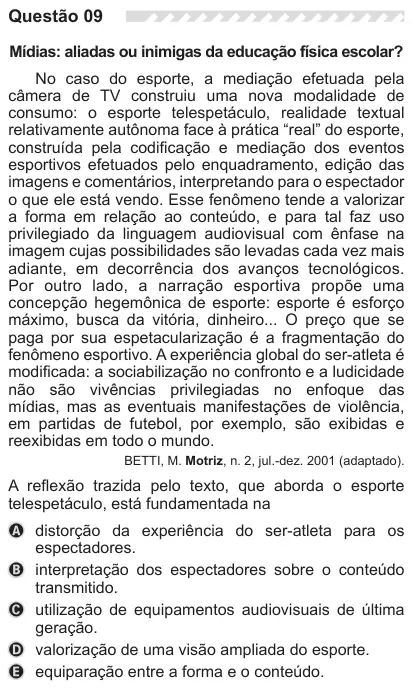 Questão 09
Mídias: aliadas ou inimigas da educação física escolar?
No caso do esporte, a mediação efetuada pela
câmera de TV construiu uma nova modalidade de
consumo: o esporte telespetáculo, realidade textual
relativamente autônoma face à prática “real” do esporte,
construída pela codificação e mediação dos eventos
esportivos efetuados pelo enquadramento, edição das
imagens e comentários, interpretando para o espectador
o que ele está vendo. Esse fenômeno tende a valorizar
a forma em relação ao conteúdo, e para tal faz uso
privilegiado da linguagem audiovisual com ênfase na
imagem cujas possibilidades são levadas cada vez mais
adiante, em decorrência dos avanços tecnológicos.
Por outro lado, a narração esportiva propõe uma
concepção hegemônica de esporte: esporte é esforço
máximo, busca da vitória, dinheiro... O preço que se
paga por sua espetacularização é a fragmentação do
fenômeno esportivo. A experiência global do ser-atleta é
modificada: a sociabilização no confronto e a ludicidade
não são vivências privilegiadas no enfoque das
mídias, mas as eventuais manifestações de violência,
em partidas de futebol, por exemplo, são exibidas e
reexibidas em todo o mundo.
BETTI, M. Motriz, n. 2, jul.-dez. 2001 (adaptado).
A reflexão trazida pelo texto, que aborda o esporte
telespetáculo, está fundamentada na
A distorção da experiência do ser-atleta para os
espectadores.
B interpretação dos espectadores sobre o conteúdo
transmitido.
C utilização de equipamentos audiovisuais de última
geração.
D valorização de uma visão ampliada do esporte.
E equiparação entre a forma e o conteúdo.